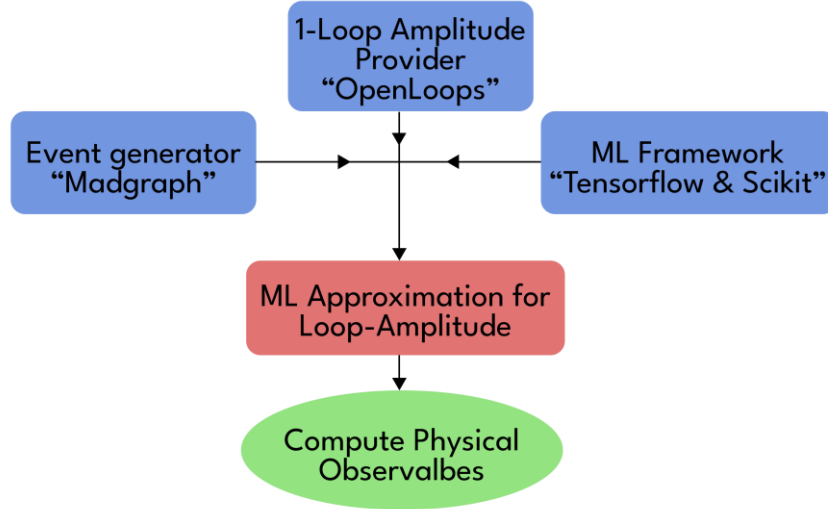 1-Loop Amplitude
Provider
“OpenLoops”
Event generator
“Madgraph”
ML Framework
“Tensorflow & Scikit”
ML Approximation for
Loop-Amplitude
Compute Physical
Observalbes